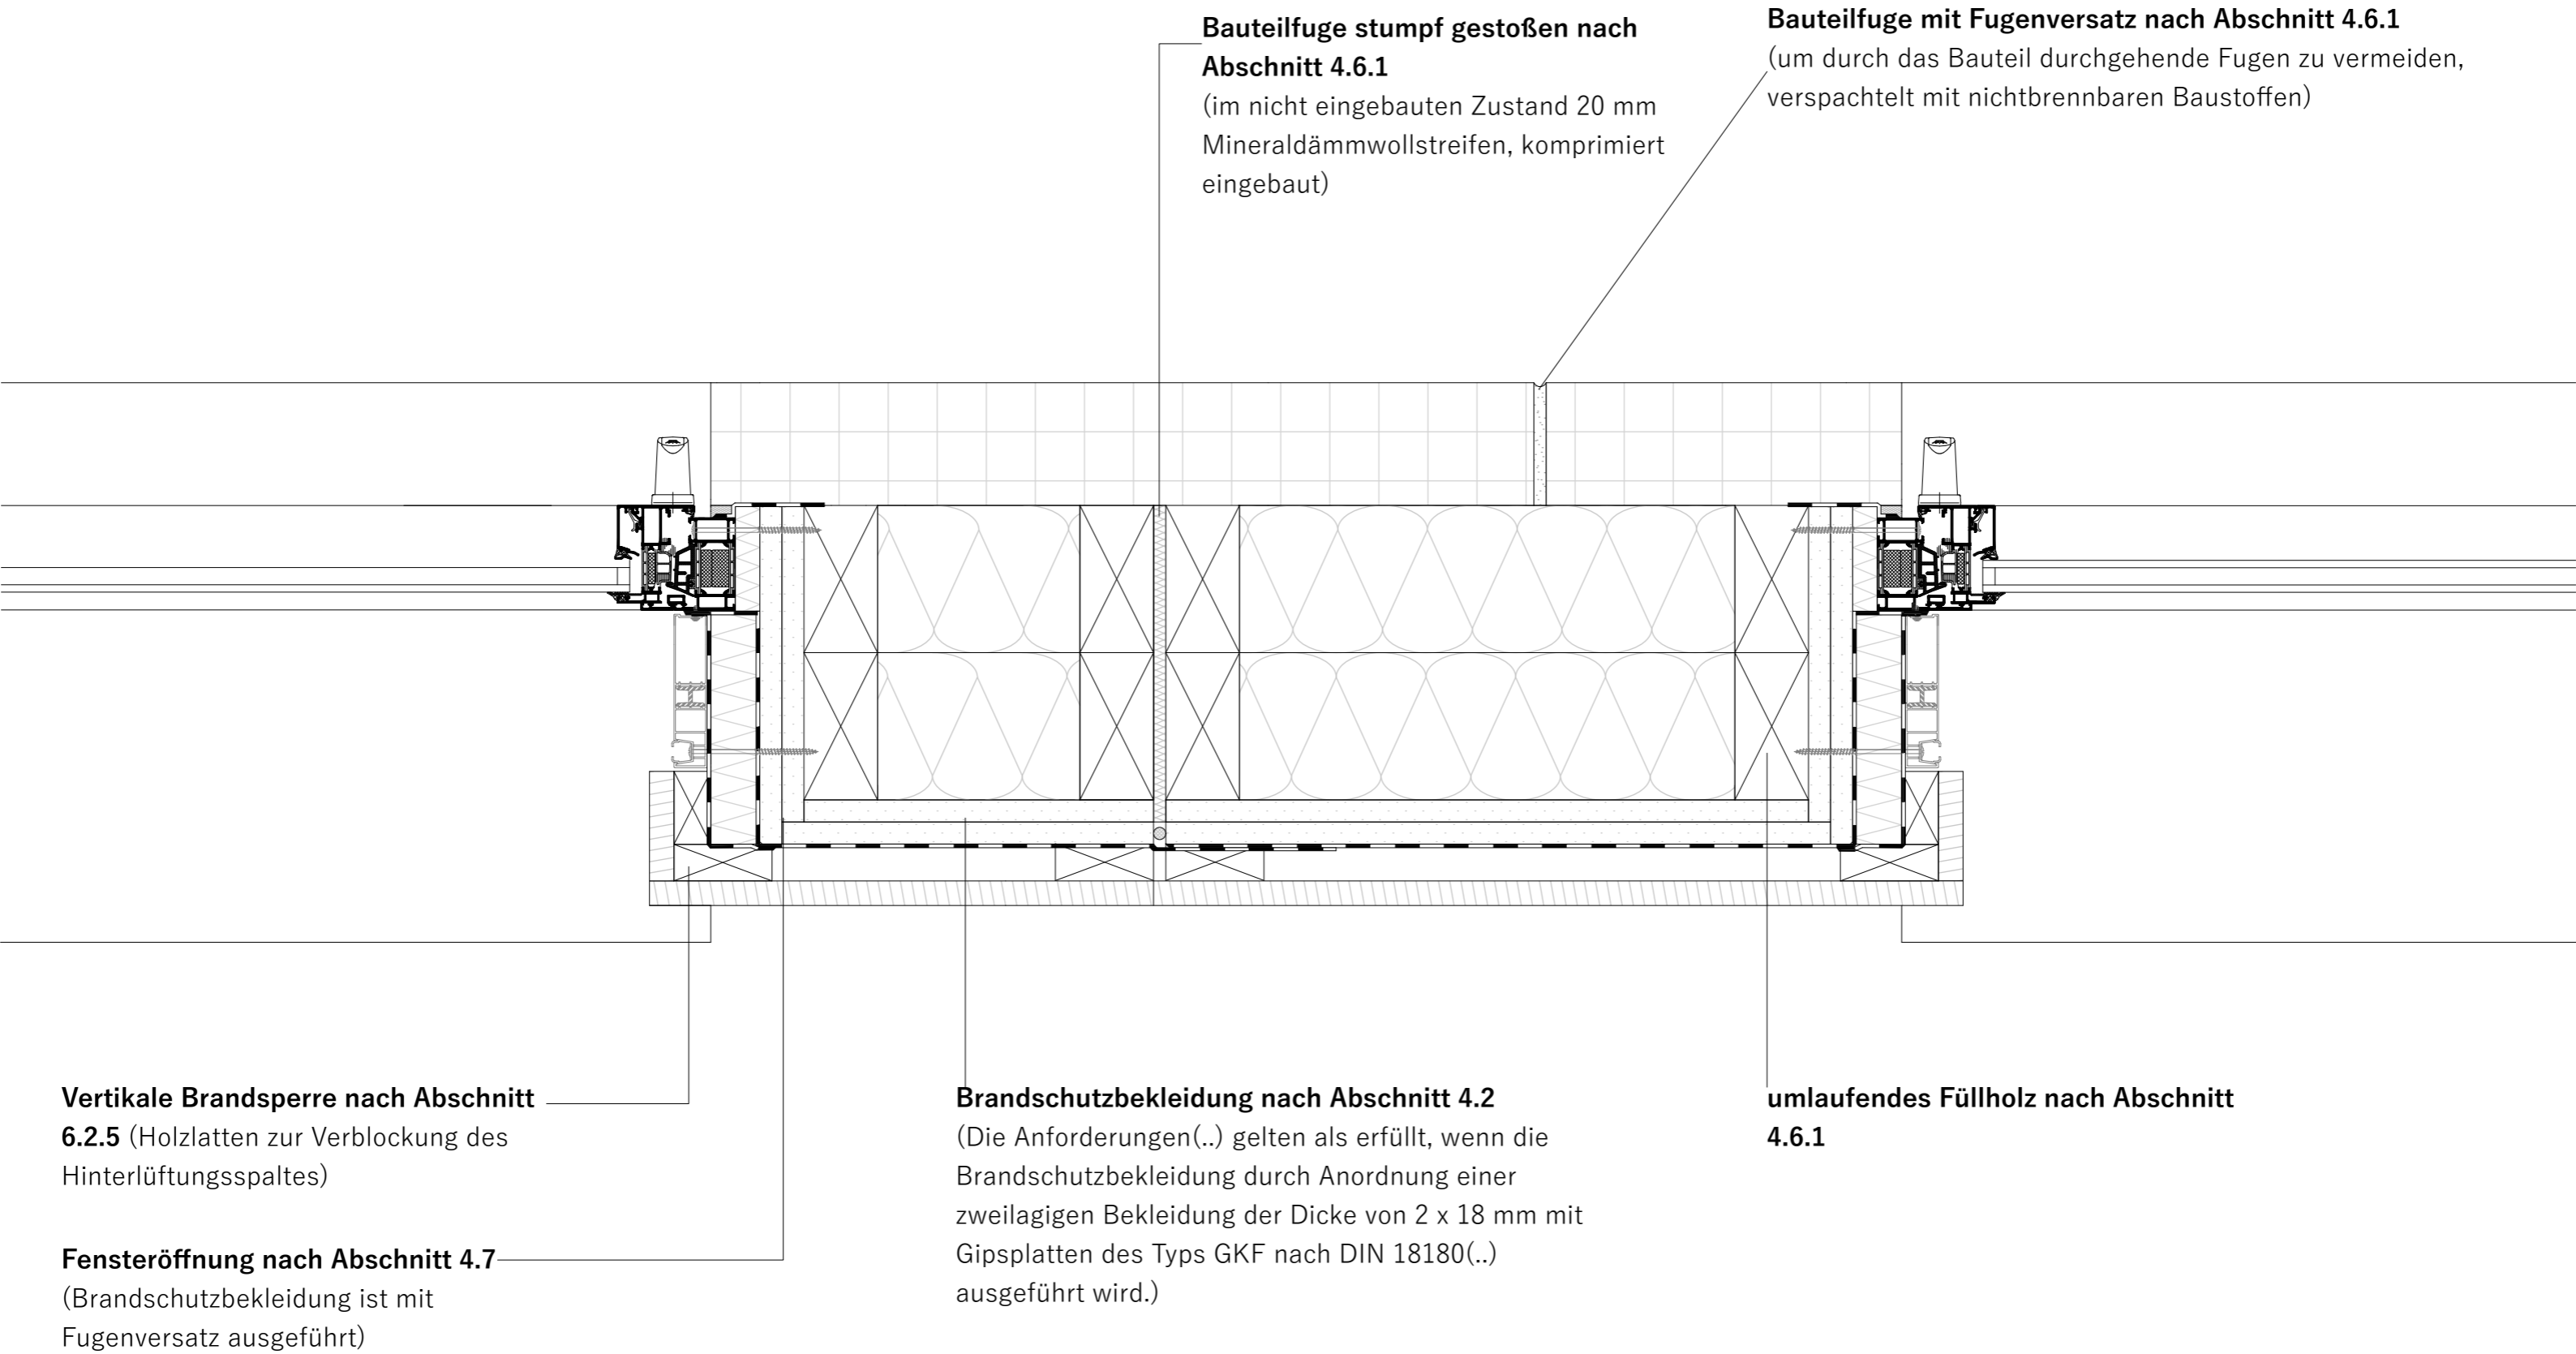 Bauteilfuge stumpf gestoßen nach
Abschnitt 4.6.1
(im nicht eingebauten Zustand 20 mm
Mineraldämmwollstreifen, komprimiert
eingebaut)
Bauteilfuge mit Fugenversatz nach Abschnitt 4.6.1
(um durch das Bauteil durchgehende Fugen zu vermeiden,
verspachtelt mit nichtbrennbaren Baustoffen)
Vertikale Brandsperre nach Abschnitt
6.2.5 (Holzlatten zur Verblockung des
Hinterlüftungsspaltes)
Fensteröffnung nach Abschnitt 4.7
(Brandschutzbekleidung ist mit
Fugenversatz ausgeführt)
Brandschutzbekleidung nach Abschnitt 4.2
(Die Anforderungen(..) gelten als erfüllt, wenn die
Brandschutzbekleidung durch Anordnung einer
zweilagigen Bekleidung der Dicke von 2 x 18 mm mit
Gipsplatten des Typs GKF nach DIN 18180(..)
ausgeführt wird.)
umlaufendes Füllholz nach Abschnitt
4.6.1